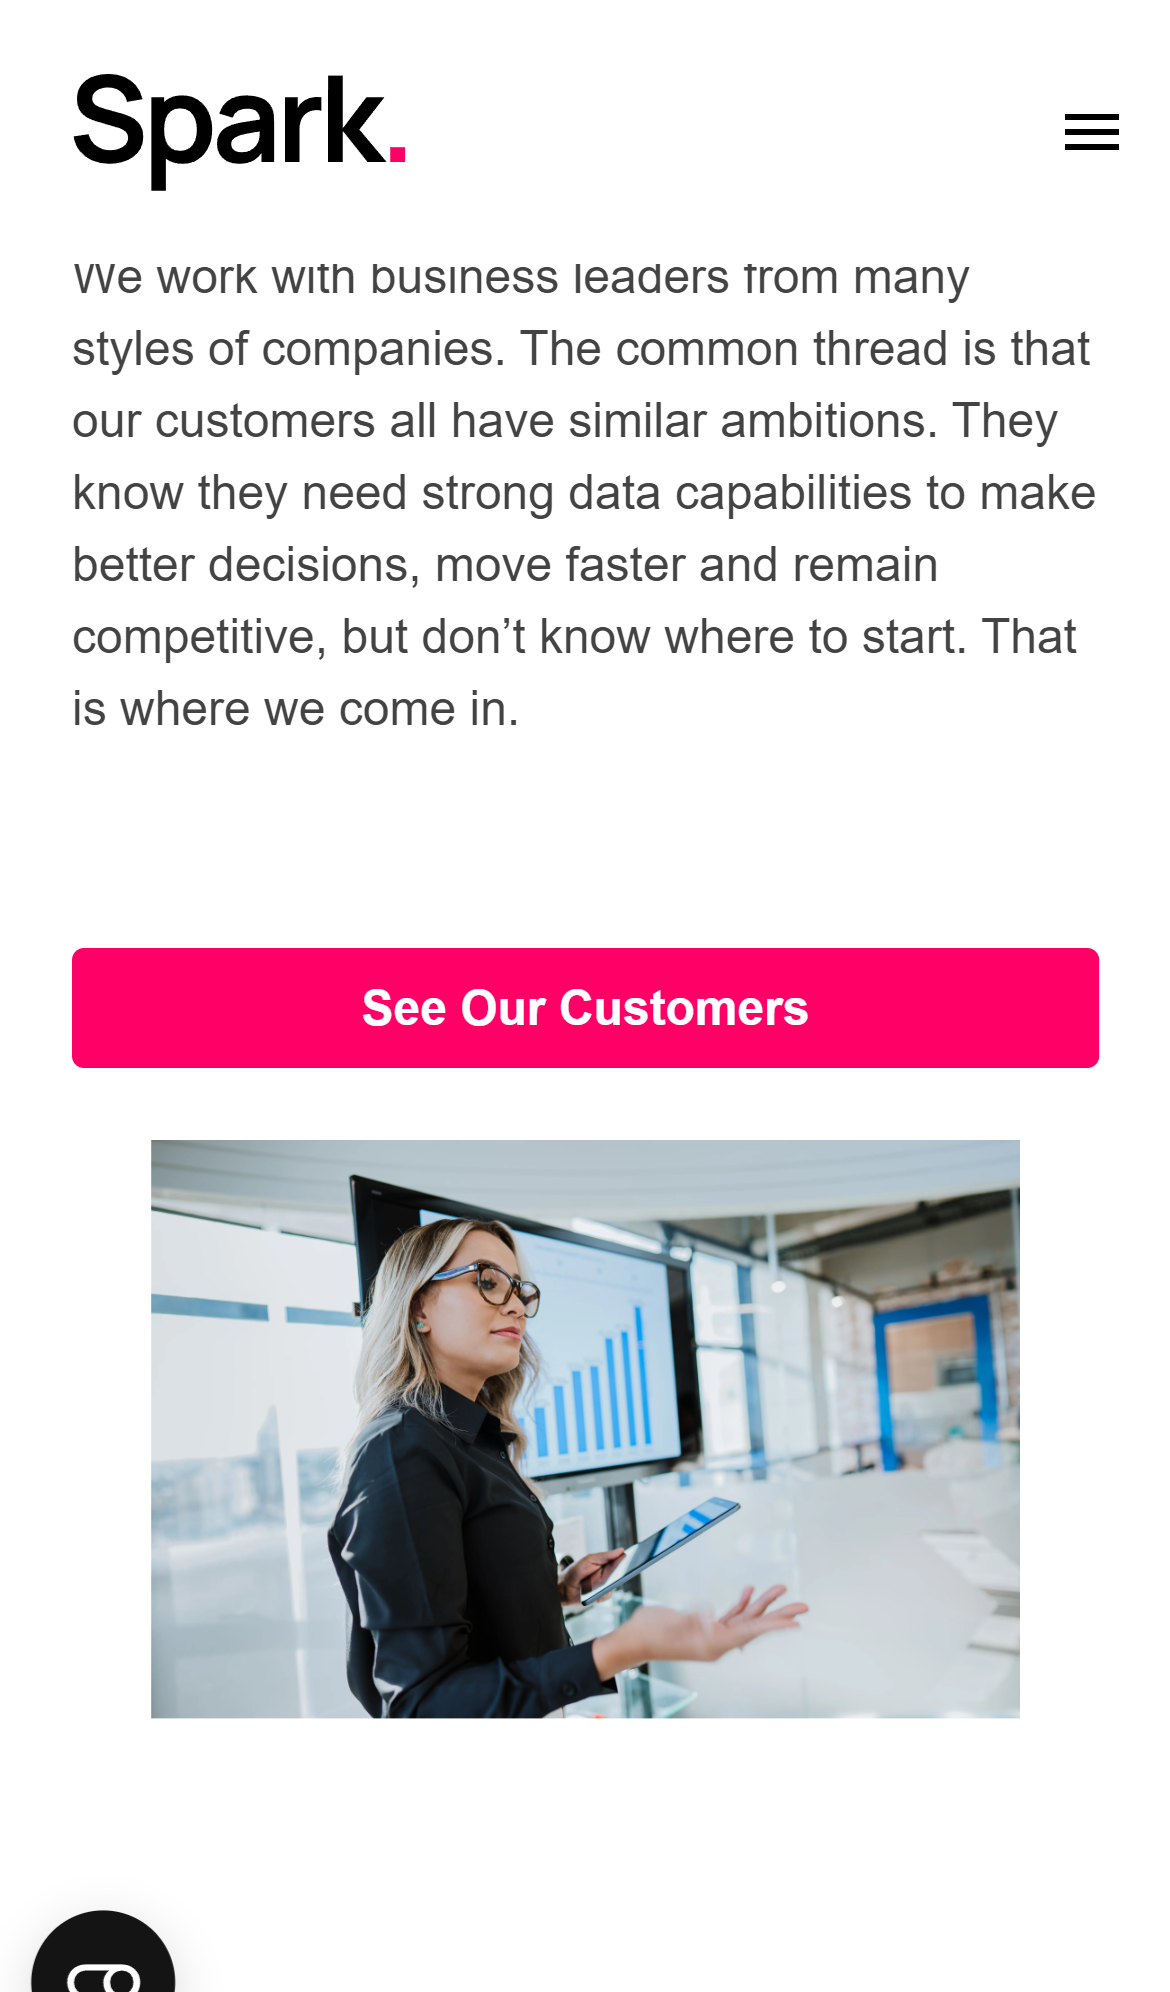 Spark.
We work with business leaders from many
styles of companies. The common thread is that
our customers all have similar ambitions. They
know they need strong data capabilities to make
better decisions, move faster and remain
competitive, but don’t know where to start. That
is where we come in.
See Our Customers